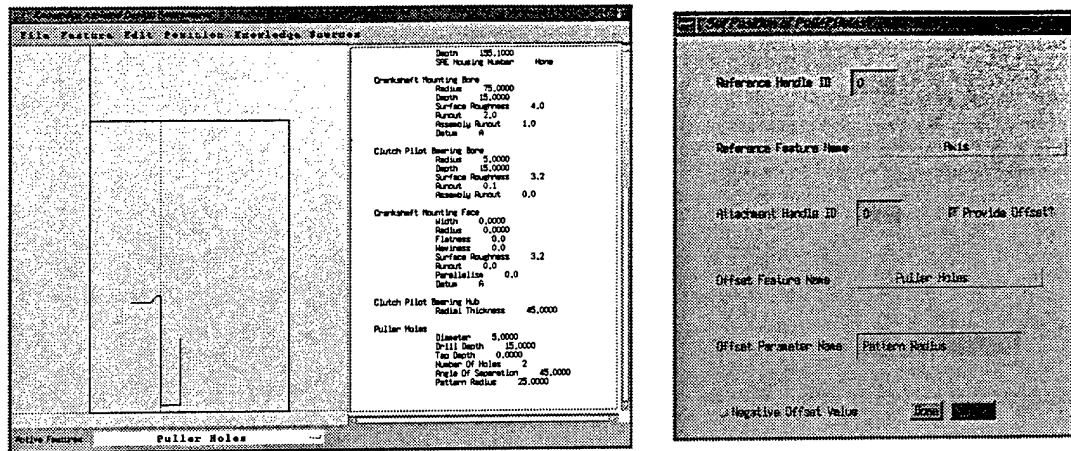 File Feature Edit Position Knowledge Sources
Depth 155.1000
SAE Housing Number None
Crankshaft Mounting Bore
Radius 75.0000
Depth 15.0000
Surface Roughness 4.0
Runout 2.0
Assembly Runout 1.0
Datum A
Clutch Pilot Bearing Bore
Radius 5.0000
Depth 15.0000
Surface Roughness 3.2
Runout 0.1
Assembly Runout 0.0
Crankshaft Mounting Face
Width 0.0000
Radius 0.0000
Flatness 0.0
Waviness 0.0
Surface Roughness 3.2
Runout 0.0
Parallelism 0.0
Datum A
Clutch Pilot Bearing Hub
Radial Thickness 45.0000
Puller Holes
Diameter 5.0000
Drill Depth 15.0000
Tap Depth 0.0000
Number Of Holes 2
Angle Of Separation 45.0000
Pattern Radius 25.0000
Active Features Puller Holes
Reference Handle ID 0
Reference Feature Name Axis
Attachment Handle ID 0 Provide Offset?
Offset Feature Name Puller Holes
Offset Parameter Name Pattern Radius
Negative Offset Value Done